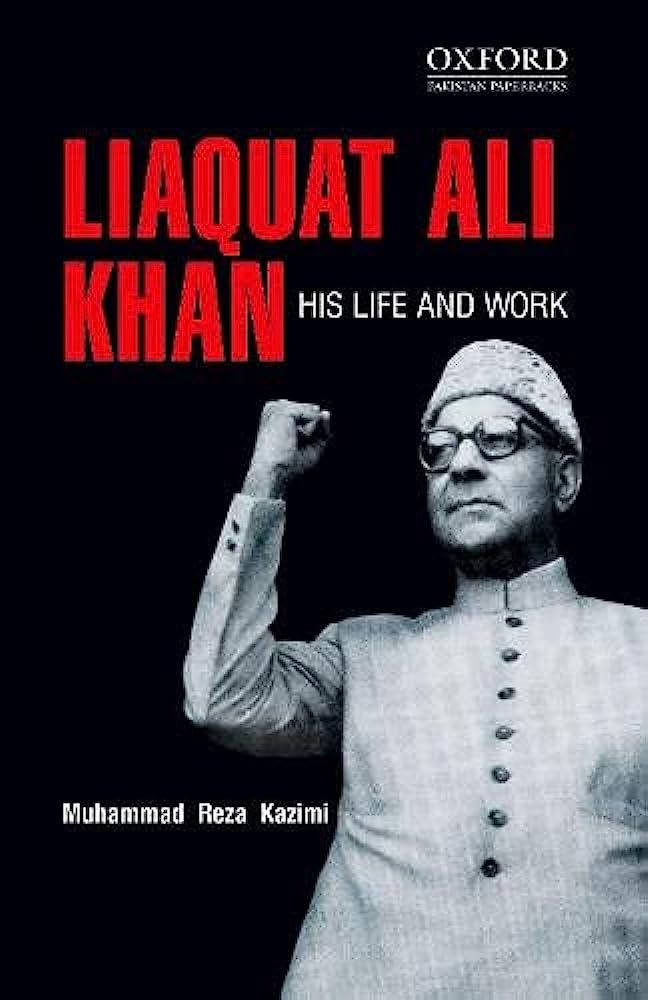 OXFORD
PAKISTAN PAPERBACKS
LIAQUAT ALI
KHAN HIS LIFE AND WORK
Muhammad Reza Kazimi